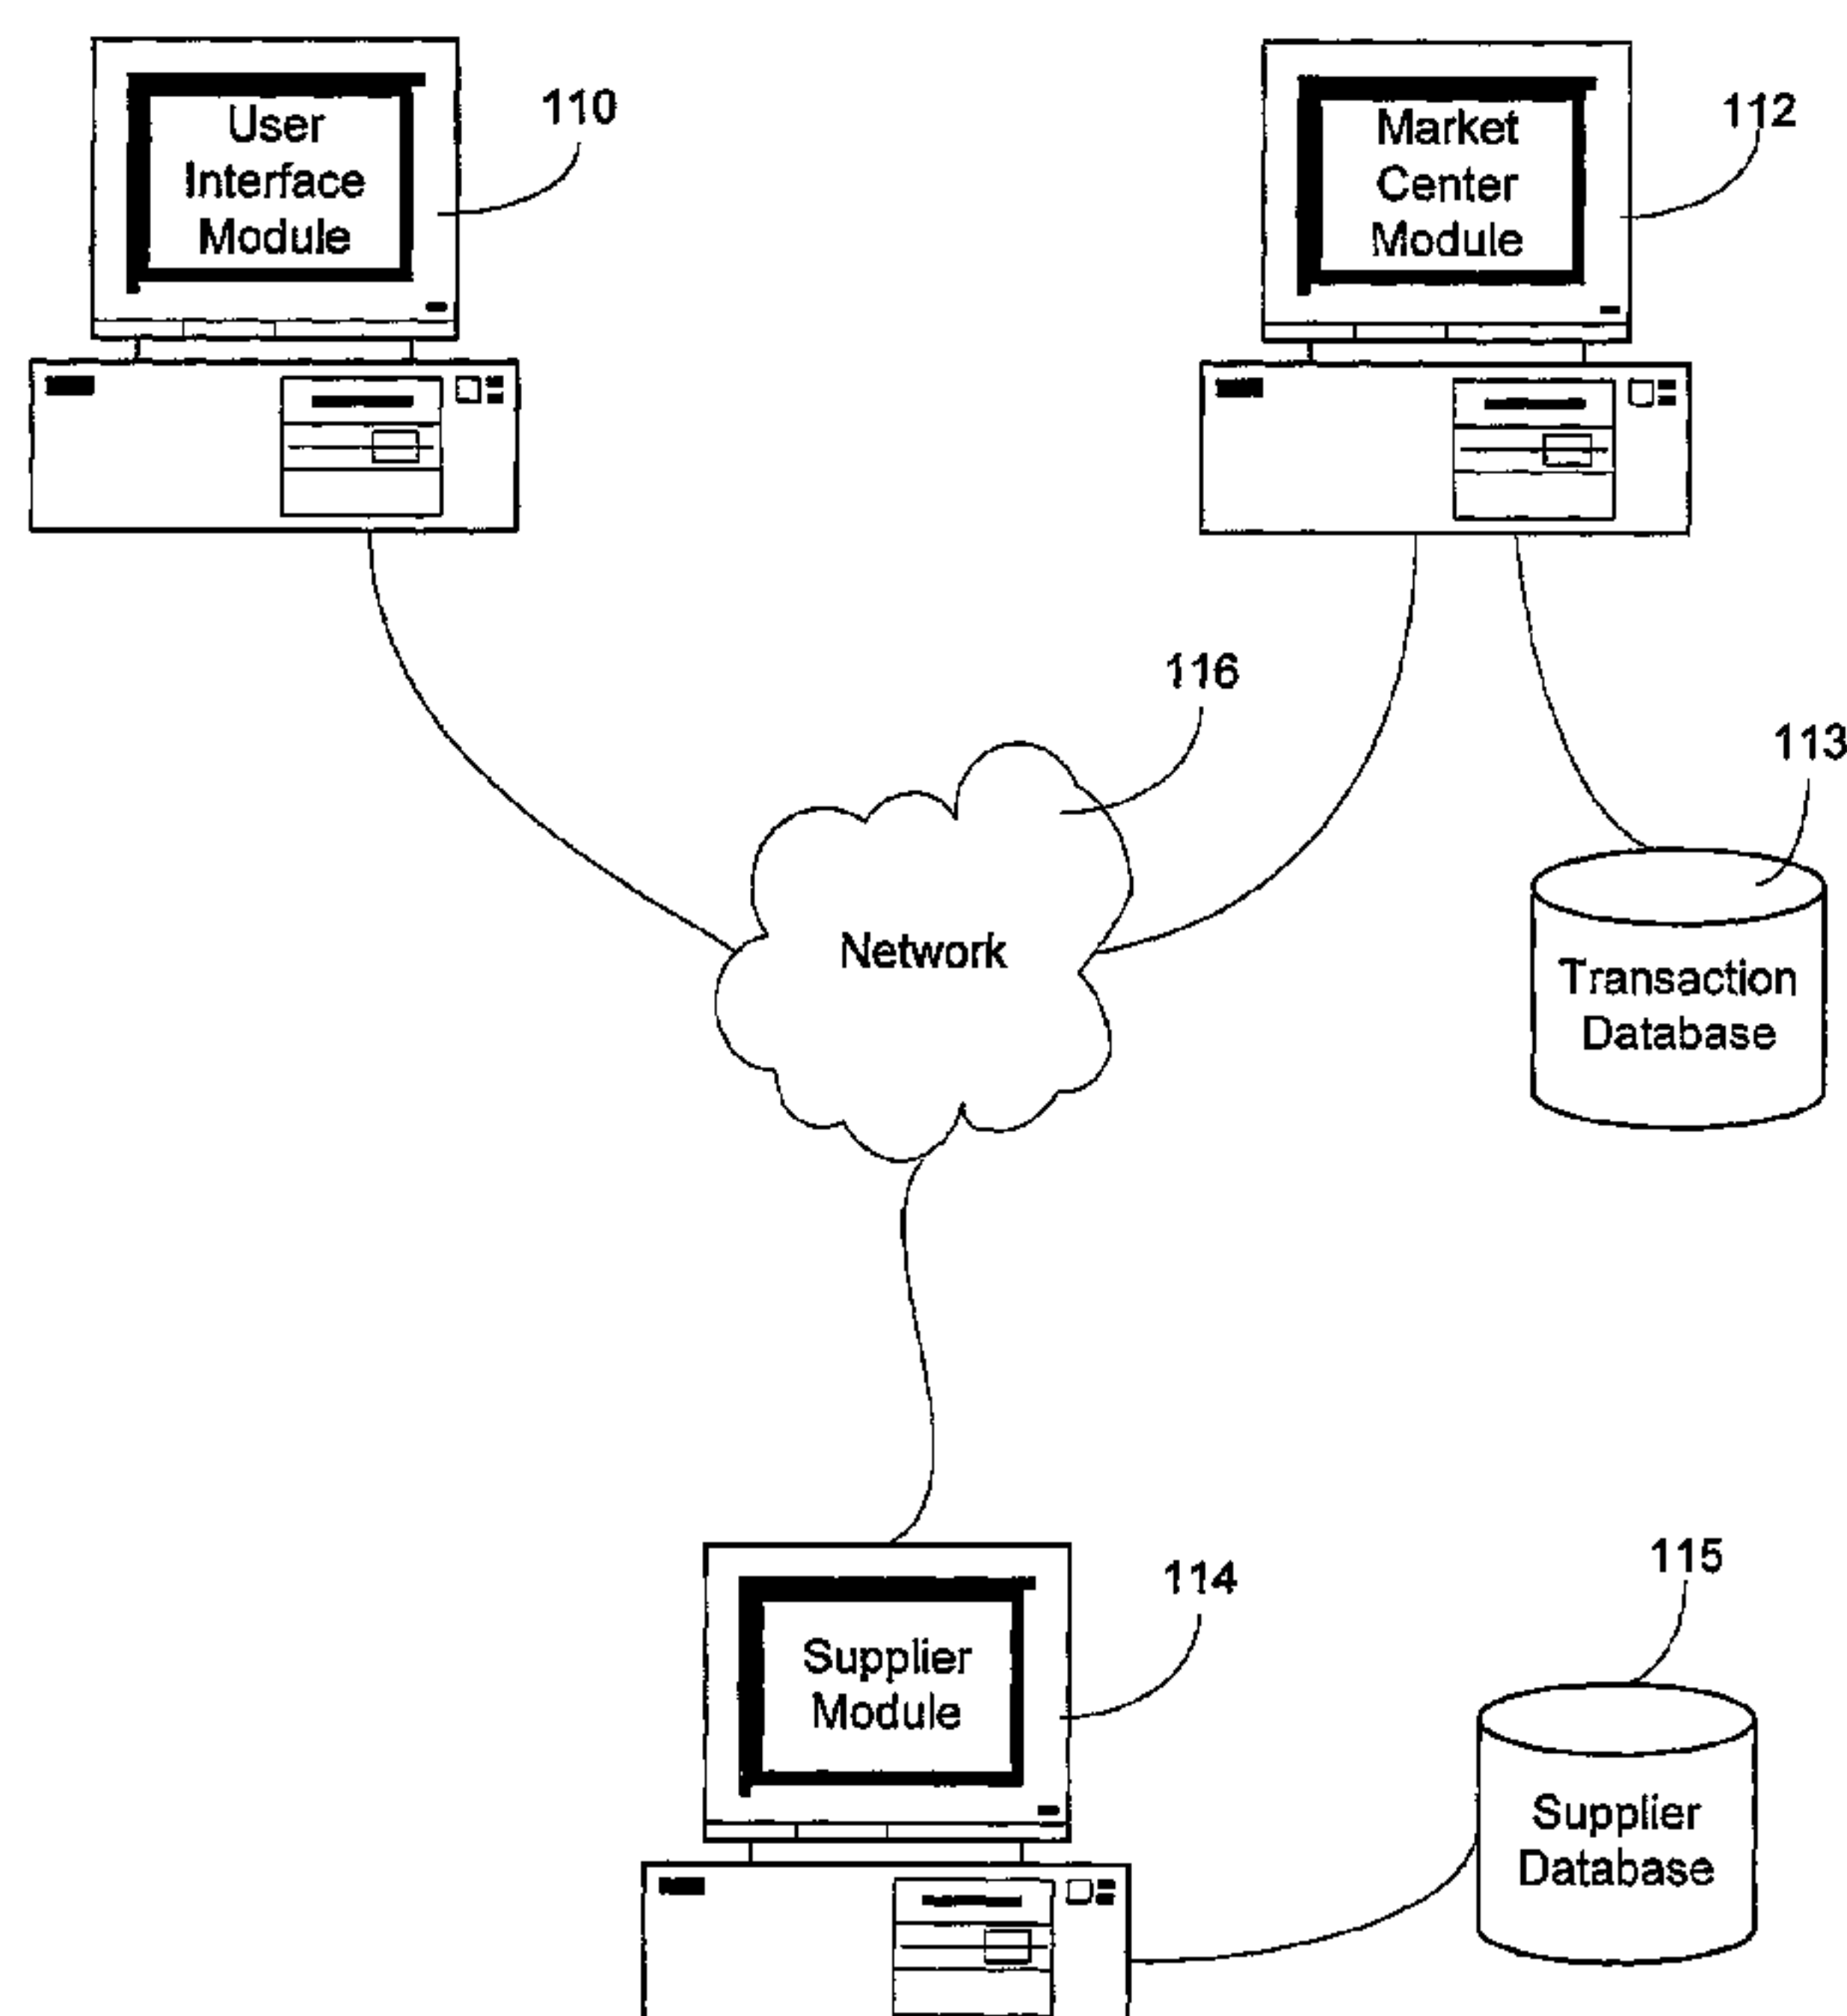 User
Interface
Module
110
Market
Center
Module
112
116
113
Network
Transaction
Database
114
115
Supplier
Module
Supplier
Database